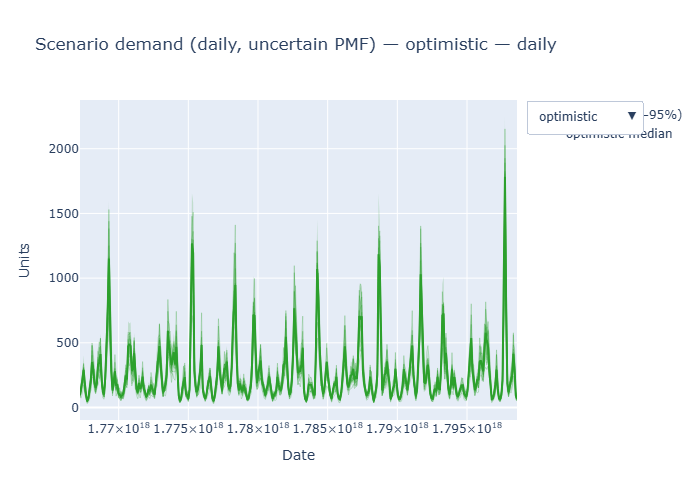 Scenario demand (daily, uncertain PMF) — optimistic — daily
optimistic ▼
–95%)
optimistic median
2000
1500
1000
500
0
Units
1.77×10¹⁸ 1.775×10¹⁸ 1.78×10¹⁸ 1.785×10¹⁸ 1.79×10¹⁸ 1.795×10¹⁸
Date